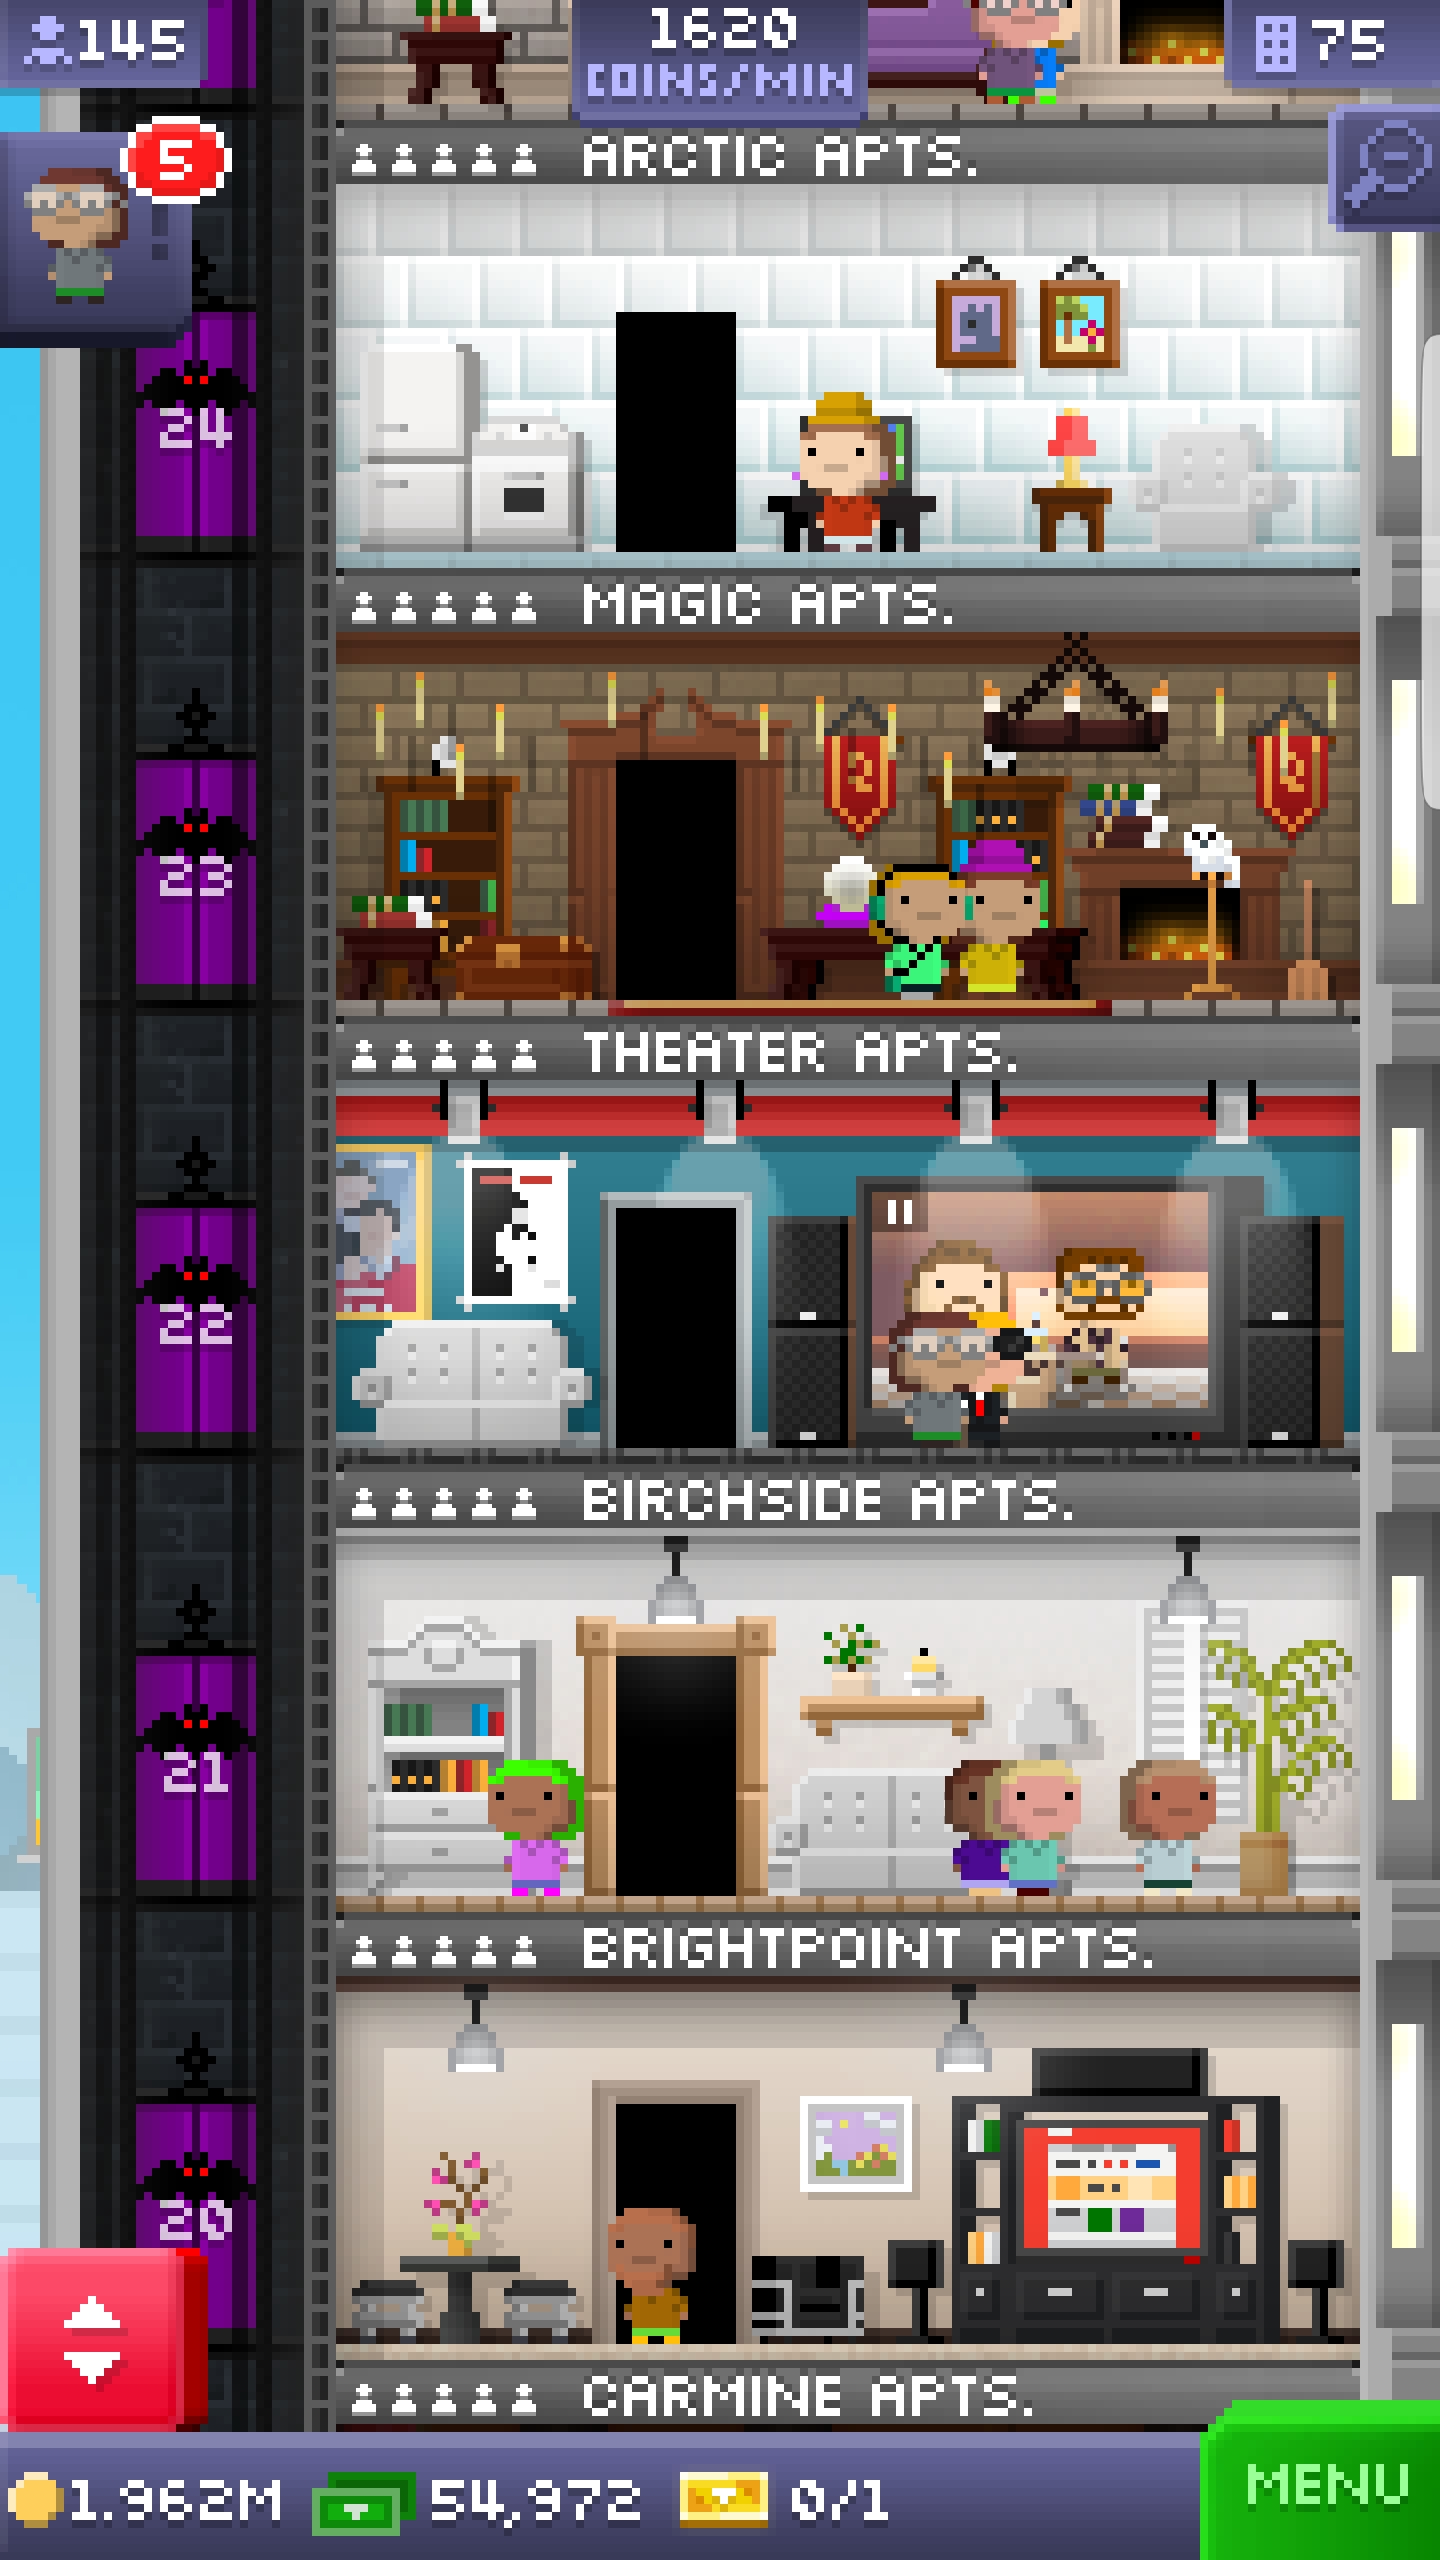 145
1620
COINS/MIN
75
5
ARCTIC APTS.
24
MAGIC APTS.
23
THEATER APTS.
22
BIRCHSIDE APTS.
21
BRIGHTPOINT APTS.
20
CARMINE APTS.
1.962M
54,972
0/1
MENU